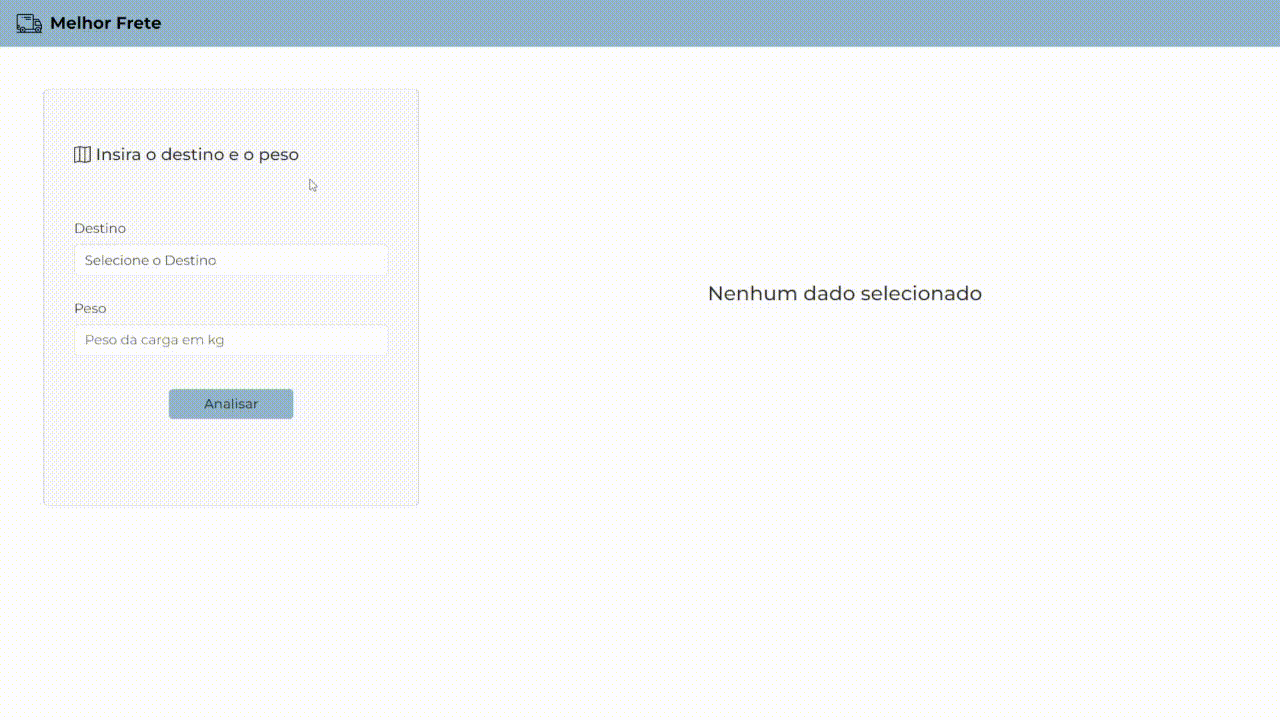 Melhor Frete
Insira o destino e o peso
Destino
Selecione o Destino
Peso
Peso da carga em kg
Analisar
Nenhum dado selecionado